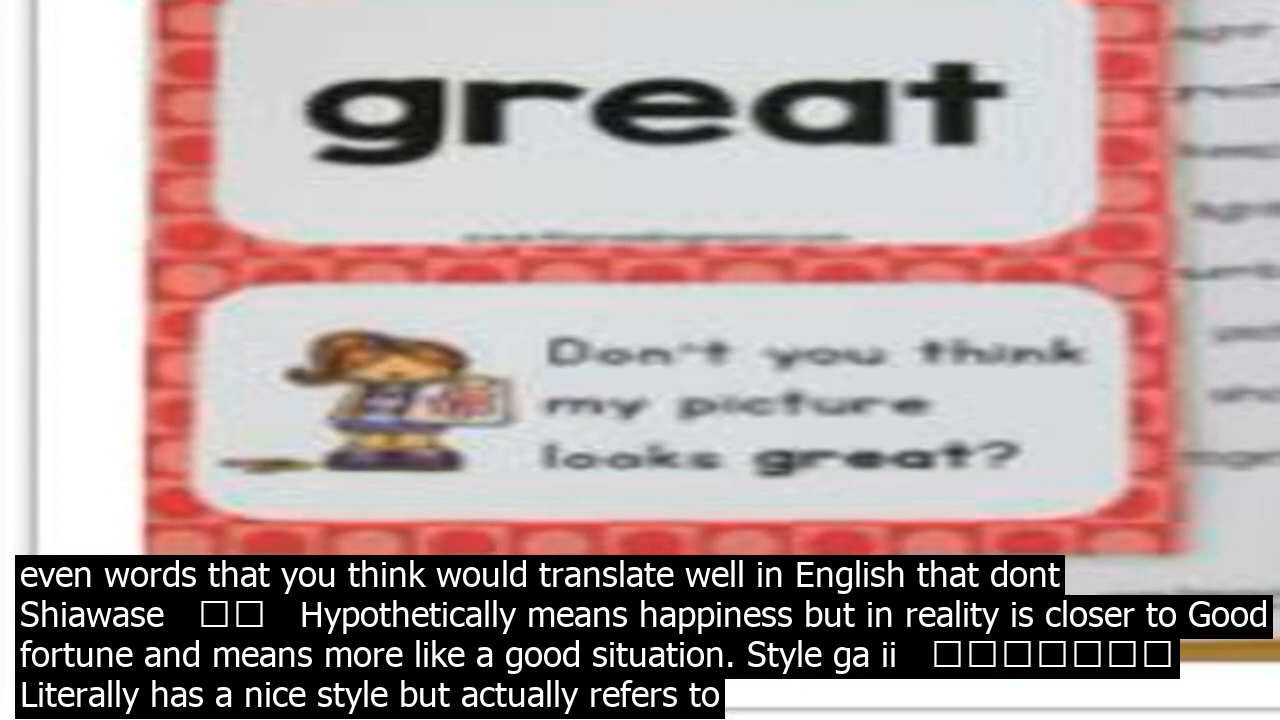 great
Don't you think
my picture
looks great?
even words that you think would translate well in English that dont
Shiawase □□ Hypothetically means happiness but in reality is closer to Good
fortune and means more like a good situation. Style ga ii □□□□□□□
Literally has a nice style but actually refers to